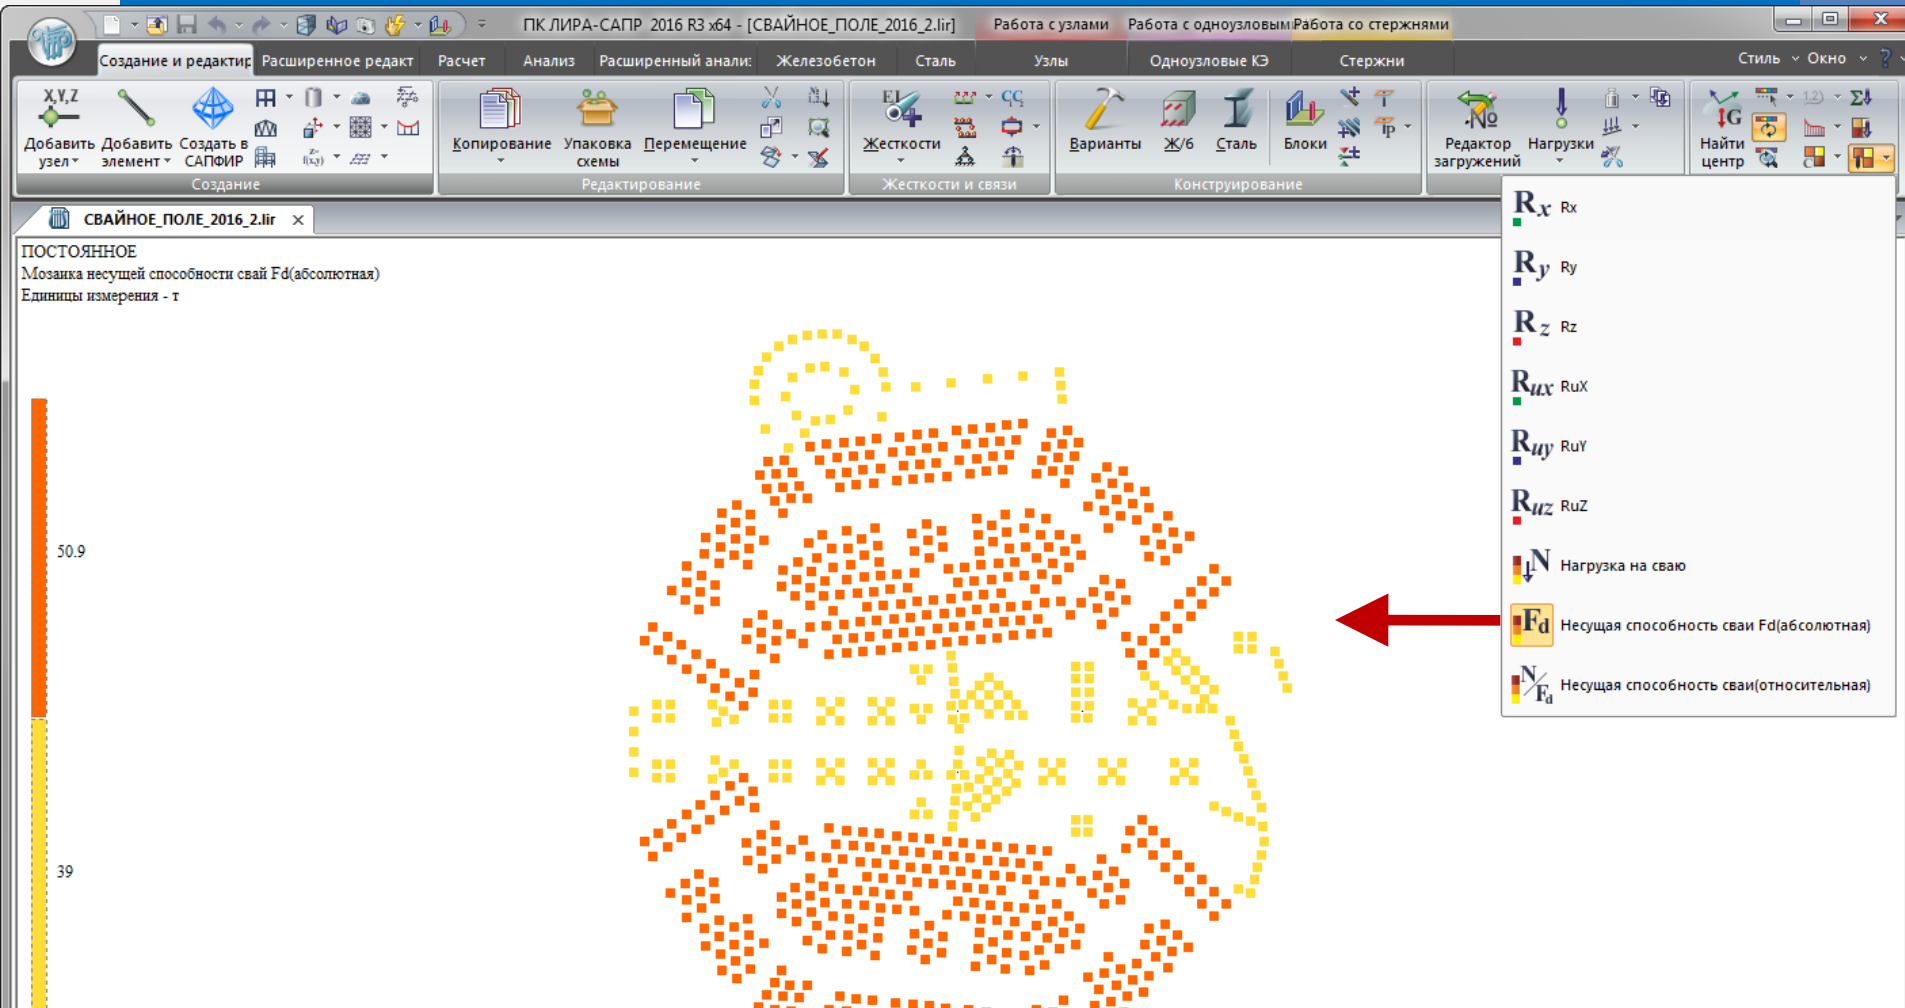 ПК ЛИРА-САПР 2016 R3 x64 - [СВАЙНОЕ_ПОЛЕ_2016_2.lir]
Работа с узлами
Работа с одноузловым
Работа со стержнями
Создание и редактир
Расширенное редакт
Расчет
Анализ
Расширенный анали:
Железобетон
Сталь
Узлы
Одноузловые КЭ
Стержни
Стиль
Окно
X,Y,Z
Добавить
узел
Добавить
элемент
Создать в
САПФИР
Создание
Копирование
Упаковка
схемы
Перемещение
Редактирование
EI
Жесткости
Жесткости и связи
Варианты
Ж/б
Сталь
Блоки
Конструирование
№
Редактор
загружений
Нагрузки
G
Найти
центр
СВАЙНОЕ_ПОЛЕ_2016_2.lir
ПОСТОЯННОЕ
Мозаика несущей способности свай Fd(абсолютная)
Единицы измерения - т
50.9
39
Rx Rx
Ry Ry
Rz Rz
Rux RuX
Ruy RuY
Ruz RuZ
N Нагрузка на сваю
Fd Несущая способность сваи Fd(абсолютная)
N/Fd Несущая способность сваи(относительная)